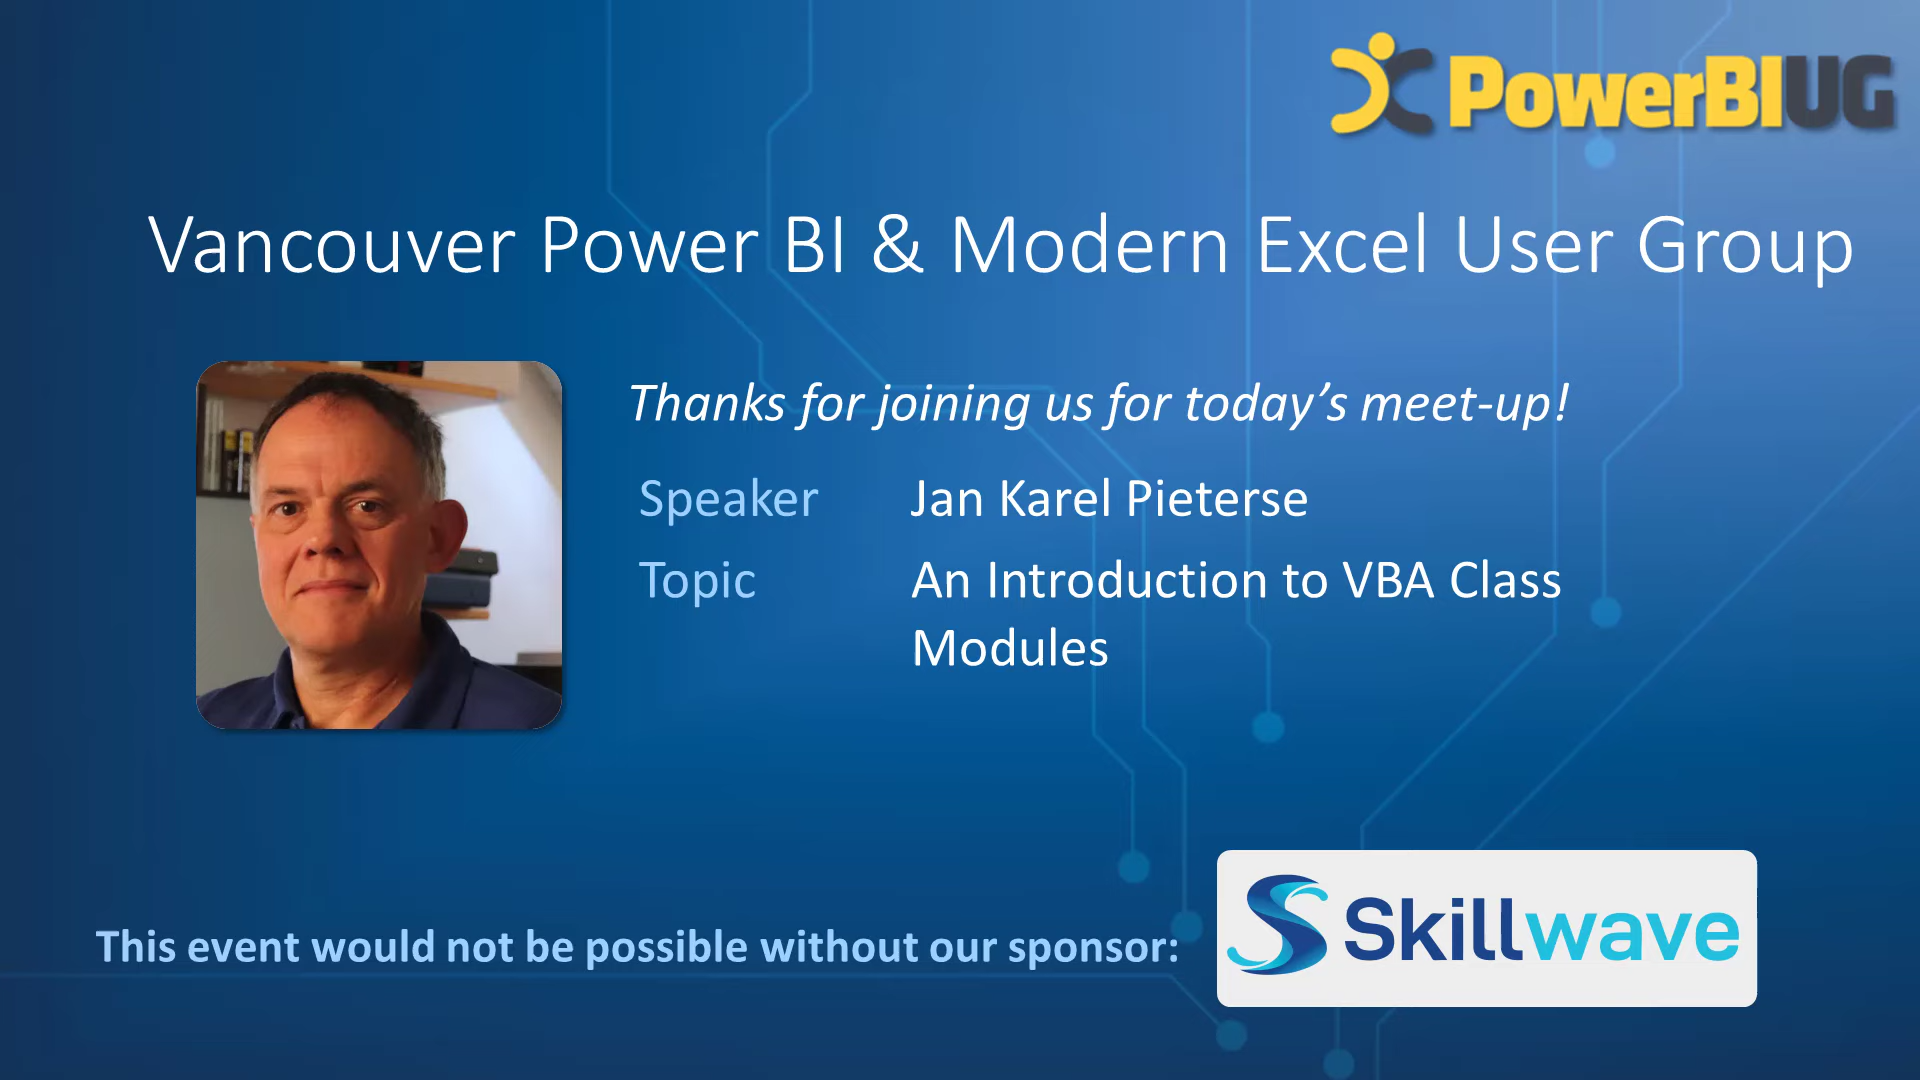 PowerBIUG
Vancouver Power BI & Modern Excel User Group
Thanks for joining us for today’s meet-up!
Speaker Jan Karel Pieterse
Topic An Introduction to VBA Class
Modules
This event would not be possible without our sponsor:
Skillwave